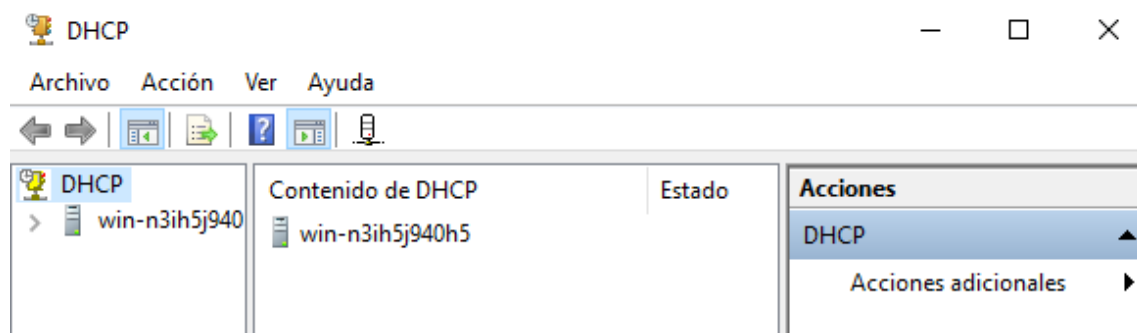 DHCP
Archivo Acción Ver Ayuda
DHCP
win-n3ih5j940
Contenido de DHCP Estado
win-n3ih5j940h5
Acciones
DHCP
Acciones adicionales